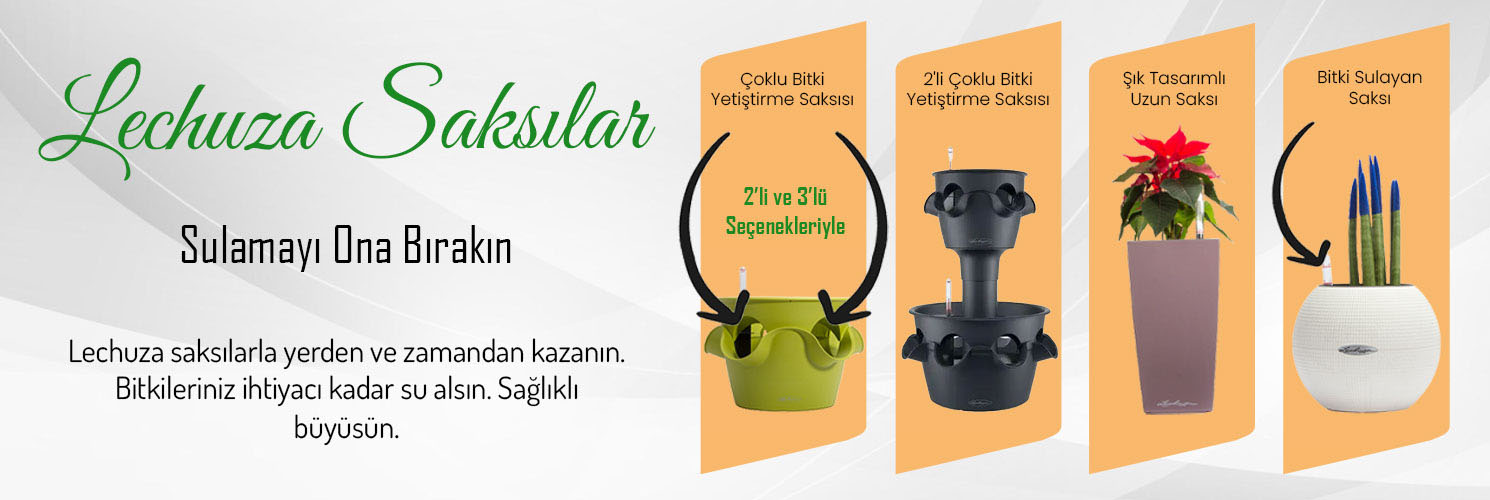 Lechuza Saksılar
Sulamayı Ona Bırakın
Lechuza saksılarla yerden ve zamandan kazanın.
Bitkileriniz ihtiyacı kadar su alsın. Sağlıklı
büyüsün.
Çoklu Bitki
Yetiştirme Saksısı
2'li ve 3'lü
Seçenekleriyle
2'li Çoklu Bitki
Yetiştirme Saksısı
Şık Tasarımlı
Uzun Saksı
Bitki Sulayan
Saksı